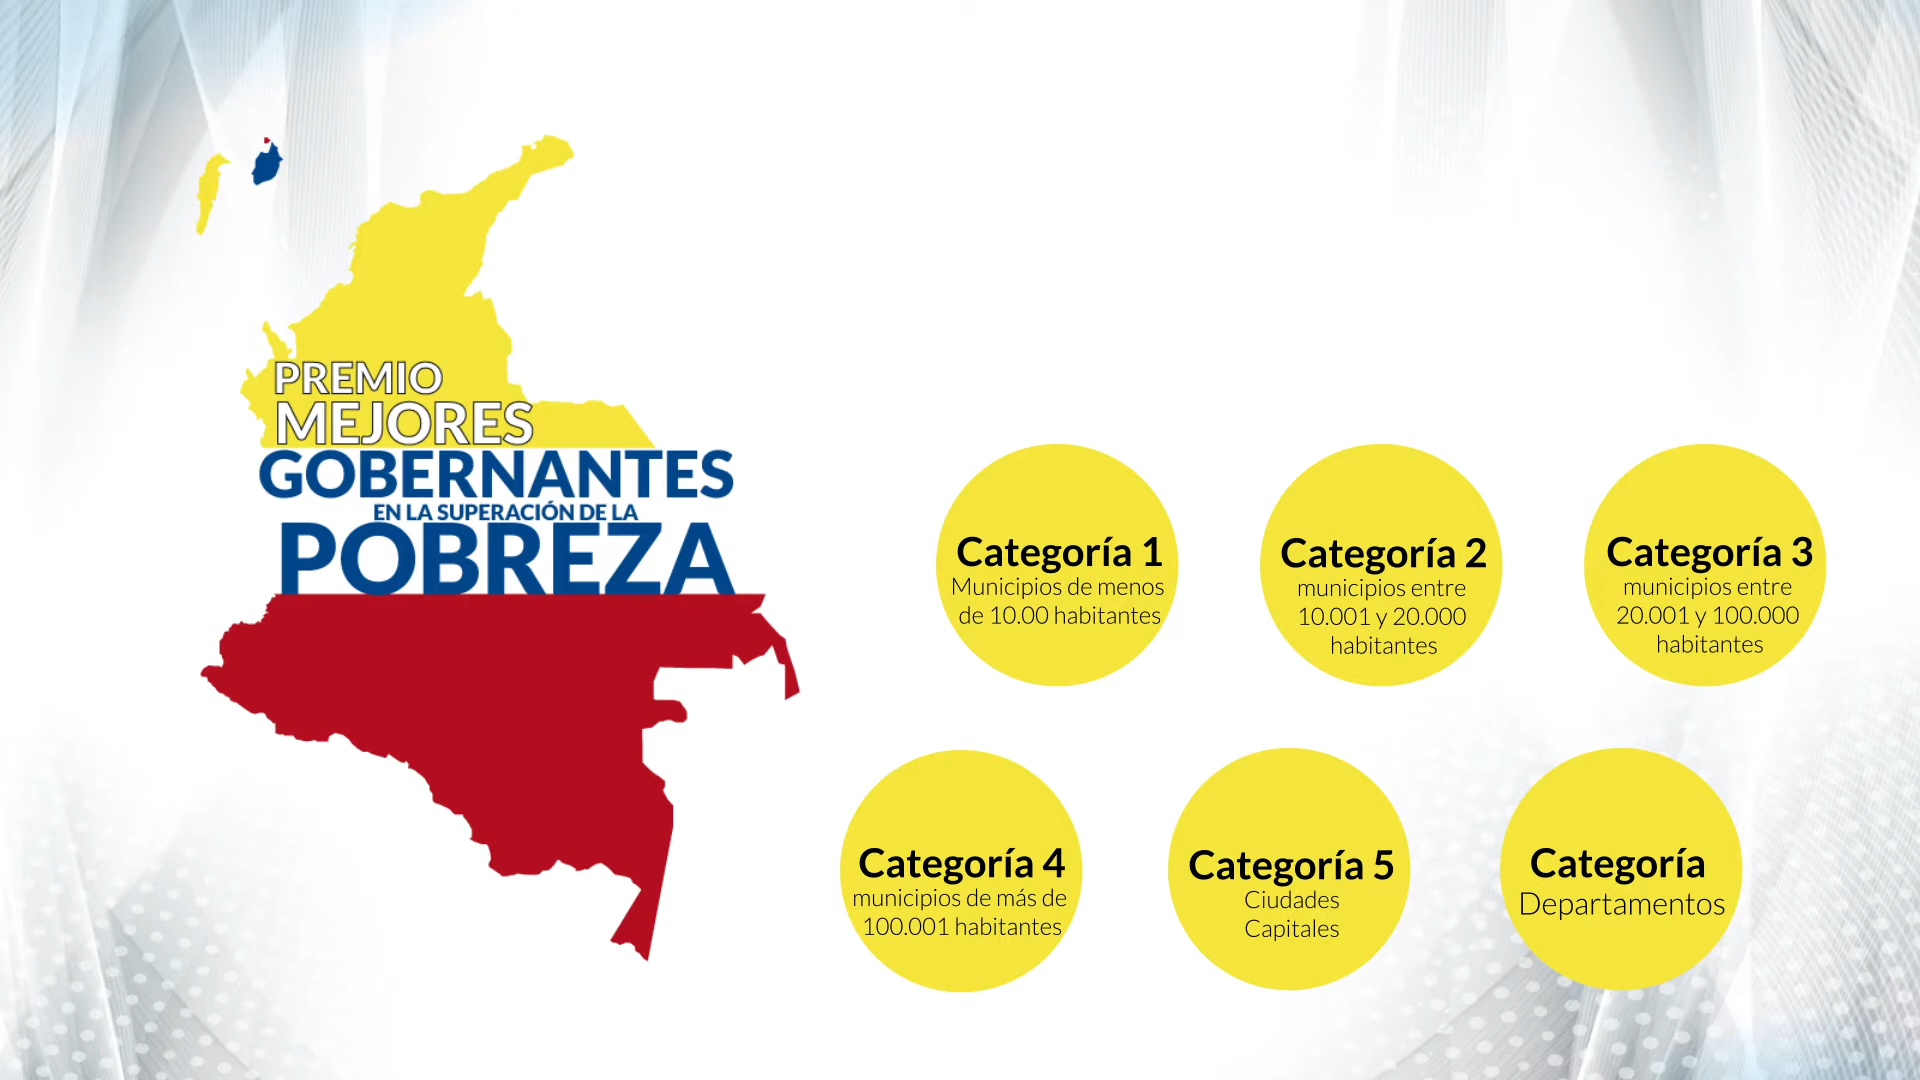 PREMIO
MEJORES
GOBERNANTES
EN LA SUPERACIÓN DE LA
POBREZA
Categoría 1
Municipios de menos
de 10.00 habitantes
Categoría 2
municipios entre
10.001 y 20.000
habitantes
Categoría 3
municipios entre
20.001 y 100.000
habitantes
Categoría 4
municipios de más de
100.001 habitantes
Categoría 5
Ciudades
Capitales
Categoría
Departamentos